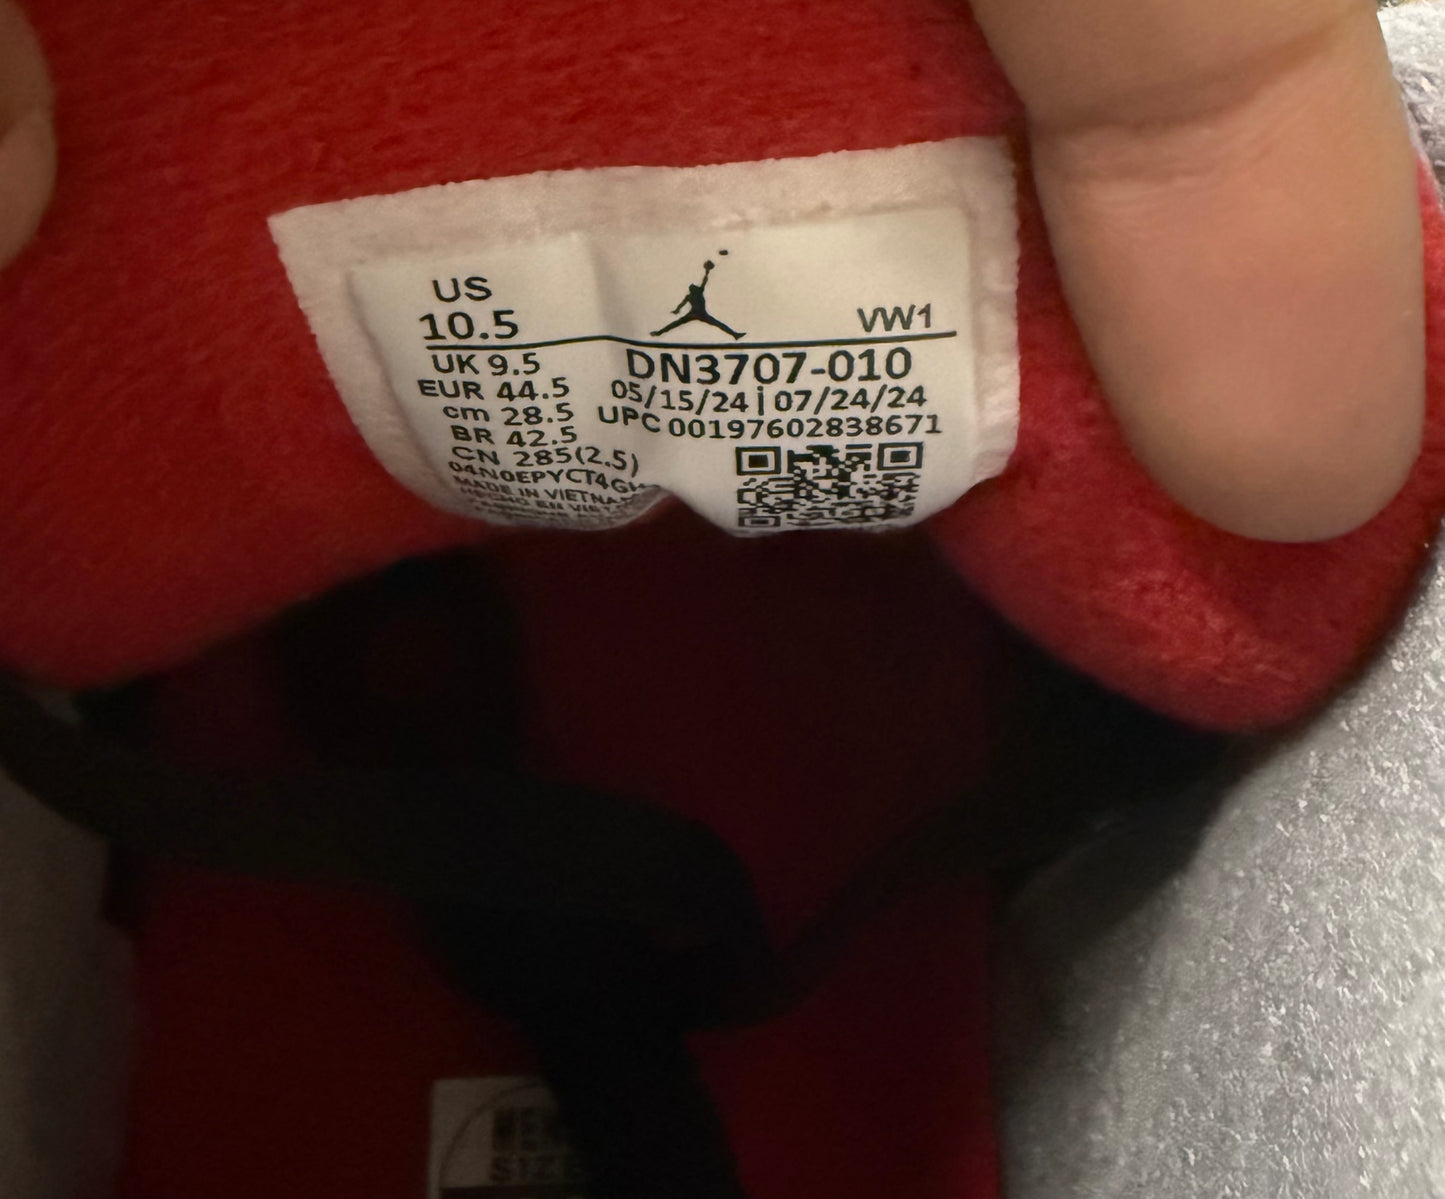 US
10.5
VW1
UK 9.5
EUR 44.5
cm 28.5
BR 42.5
CN 285(2.5)
04N0EPYCT4G
MADE IN
DN3707-010
05/15/24 | 07/24/24
UPC 00197602838671